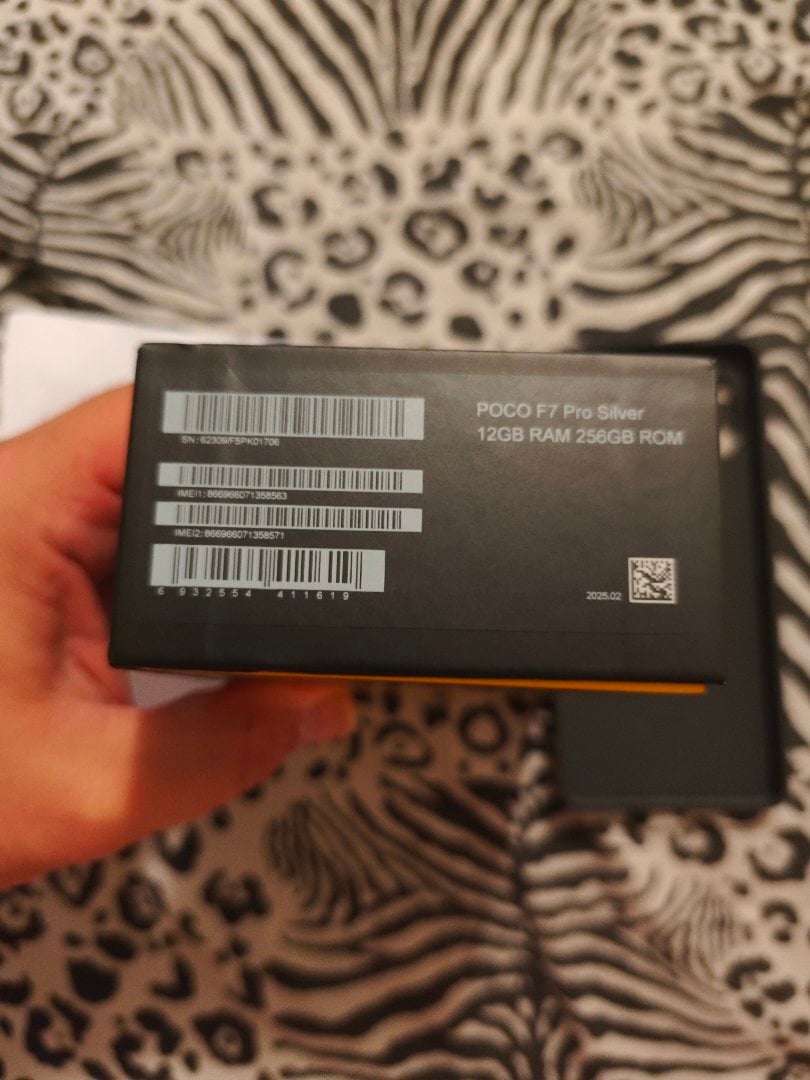 SN: 62309/F5PK01706
IMEI1: 866966071358563
IMEI2: 866966071358571
6 932554 411619
POCO F7 Pro Silver
12GB RAM 256GB ROM
2025.02